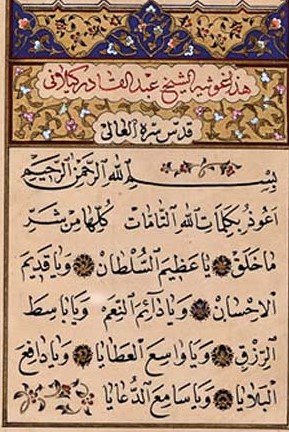 هذا غوثيه الشيخ عبد القادر كيلاني
قدس سره العالي
بسم الله الرحمن الرحيم
اعوذ بكلمات الله التامات كلها من شر
ما خلق يا عظيم السلطان ويا قديم
الاحسان ويا دائم النعم ويا باسط
الرزق ويا واسع العطايا ويا دافع
البلايا ويا سامع الدعايا